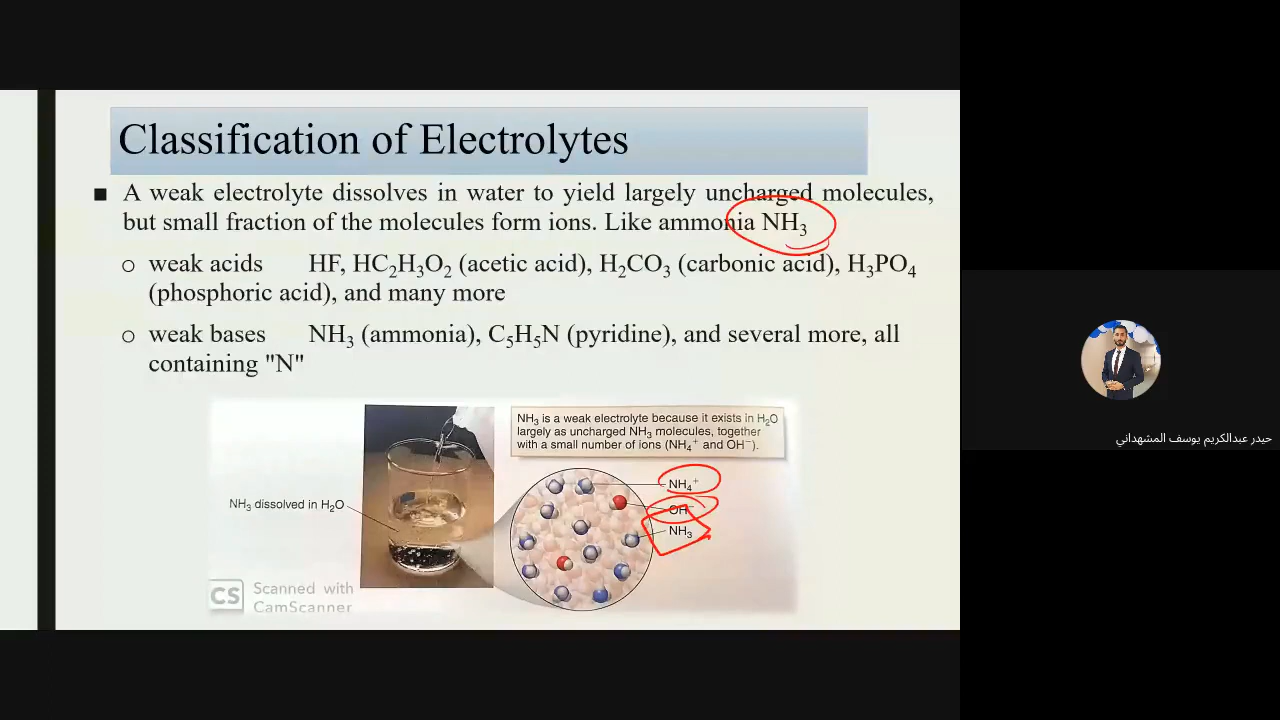 Classification of Electrolytes
■ A weak electrolyte dissolves in water to yield largely uncharged molecules,
but small fraction of the molecules form ions. Like ammonia NH₃
o weak acids HF, HC₂H₃O₂ (acetic acid), H₂CO₃ (carbonic acid), H₃PO₄
(phosphoric acid), and many more
o weak bases NH₃ (ammonia), C₅H₅N (pyridine), and several more, all
containing "N"
NH₃ is a weak electrolyte because it exists in H₂O
largely as uncharged NH₃ molecules, together
with a small number of ions (NH₄⁺ and OH⁻).
NH₃ dissolved in H₂O
NH₄⁺
OH⁻
NH₃
CS Scanned with
CamScanner
حيدر عبدالكريم يوسف المشهداني